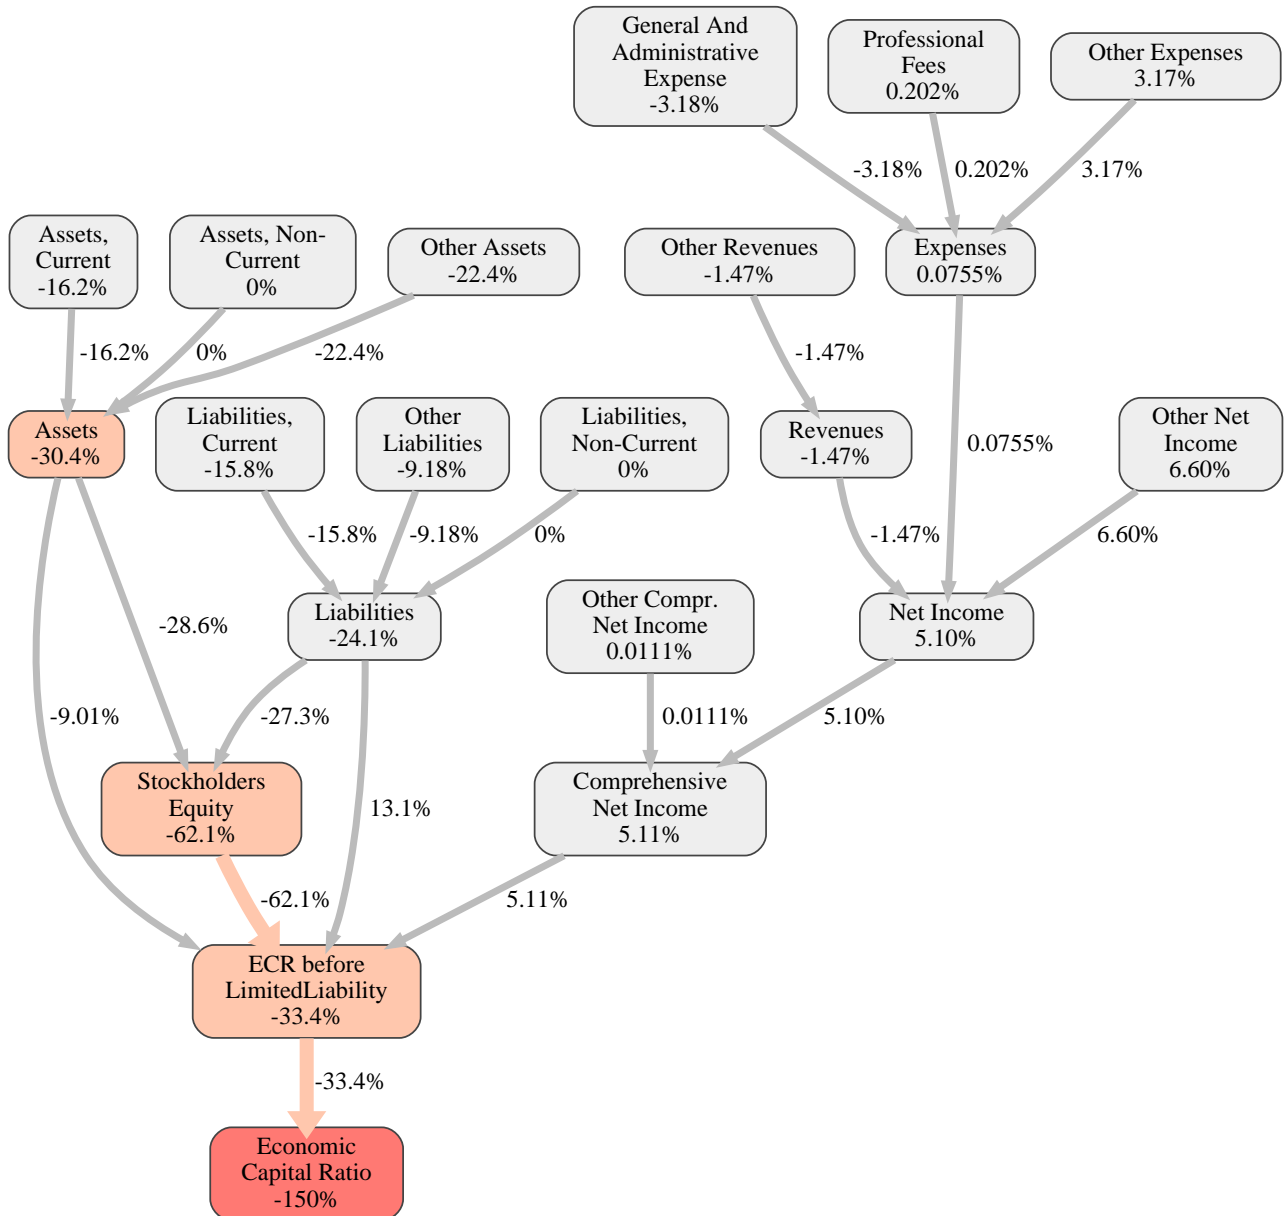 General And
Administrative
Expense
-3.18%
Professional
Fees
0.202%
Other Expenses
3.17%
-3.18%
0.202%
3.17%
Assets,
Current
-16.2%
Assets, Non-
Current
0%
Other Assets
-22.4%
Other Revenues
-1.47%
Expenses
0.0755%
-16.2%
0%
-22.4%
-1.47%
Assets
-30.4%
Liabilities,
Current
-15.8%
Other
Liabilities
-9.18%
Liabilities,
Non-Current
0%
Revenues
-1.47%
0.0755%
Other Net
Income
6.60%
-15.8%
-9.18%
0%
-1.47%
6.60%
-28.6%
Liabilities
-24.1%
Other Compr.
Net Income
0.0111%
Net Income
5.10%
-9.01%
-27.3%
0.0111%
5.10%
Stockholders
Equity
-62.1%
13.1%
Comprehensive
Net Income
5.11%
-62.1%
5.11%
ECR before
LimitedLiability
-33.4%
-33.4%
Economic
Capital Ratio
-150%